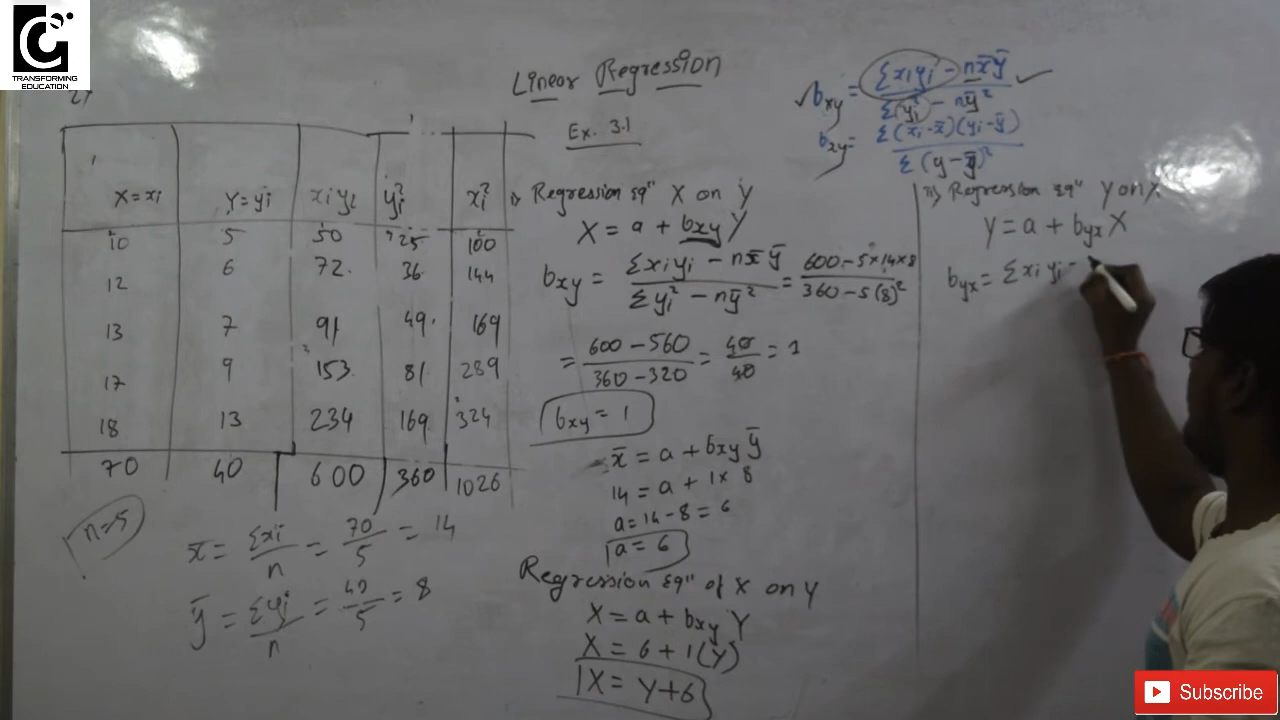 TRANSFORMING
EDUCATION
Linear Regression
Ex. 3.1
bxy = Σxiyi - nx̄ȳ / Σyi² - nȳ²
bxy = Σ(xi-x̄)(yi-ȳ) / Σ(y-ȳ)²
X=xi Y=yi xiyi yi² xi²
10 5 50 25 100
12 6 72 36 144
13 7 91 49 169
17 9 153 81 289
18 13 234 169 324
70 40 600 360 1026
n=5
x̄ = Σxi / n = 70 / 5 = 14
ȳ = Σyi / n = 40 / 5 = 8
i) Regression Eqⁿ X on Y
X = a + bxy Y
bxy = Σxiyi - nx̄ȳ / Σyi² - nȳ² = 600 - 5×14×8 / 360 - 5(8)²
= 600 - 560 / 360 - 320 = 40 / 40 = 1
bxy = 1
x̄ = a + bxy ȳ
14 = a + 1×8
a = 14 - 8 = 6
a = 6
Regression Eqⁿ of X on Y
X = a + bxy Y
X = 6 + 1(Y)
X = Y+6
ii) Regression Eqⁿ Y on X
Y = a + byx X
byx = Σxiyi -
Subscribe